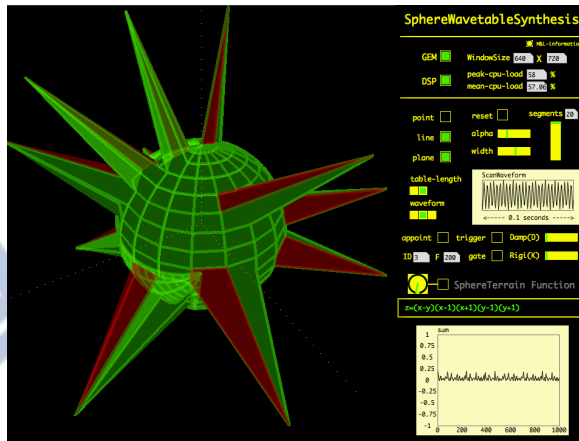 SphereWavetableSynthesis
M&L-informatio
GEM WindowSize 640 X 720
DSP peak-cpu-load 58 %
mean-cpu-load 57.06 %
point reset segments 20
line alpha
plane width
table-length
waveform
ScanWaveform
<----- 0.1 seconds ----->
appoint trigger Damp(D)
ID 3 F 200 gate Rigi(K)
SphereTerrain Function
z=(x-y)(x-1)(x+1)(y-1)(y+1)
sum
1
0.75
0.5
0.25
0
-0.25
-0.5
-0.75
-1
0 200 400 600 800 1000